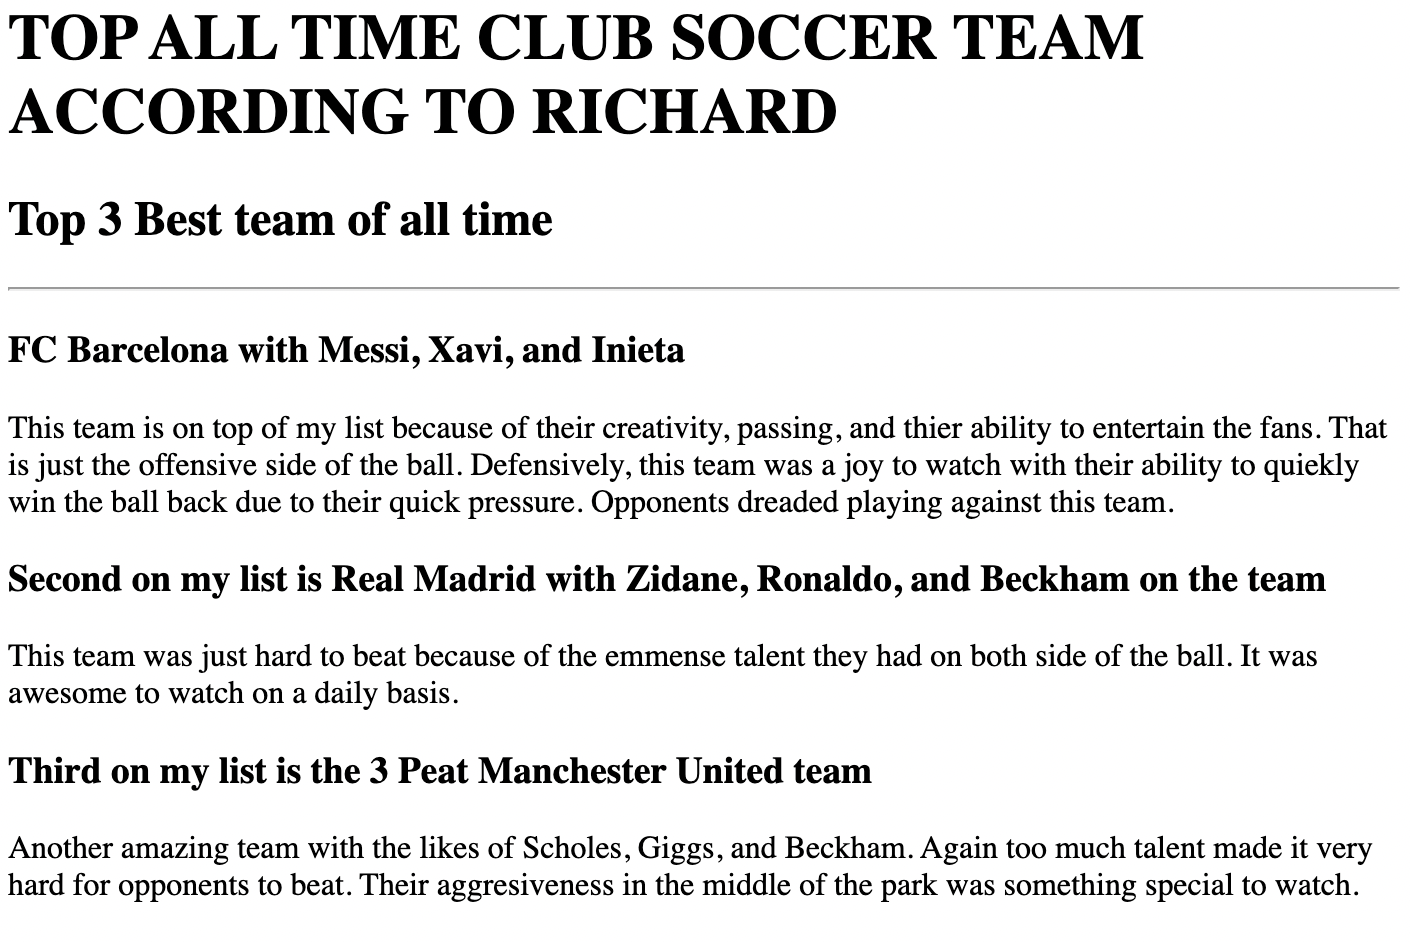 TOP ALL TIME CLUB SOCCER TEAM
ACCORDING TO RICHARD
Top 3 Best team of all time
FC Barcelona with Messi, Xavi, and Inieta
This team is on top of my list because of their creativity, passing, and thier ability to entertain the fans. That
is just the offensive side of the ball. Defensively, this team was a joy to watch with their ability to quiekly
win the ball back due to their quick pressure. Opponents dreaded playing against this team.
Second on my list is Real Madrid with Zidane, Ronaldo, and Beckham on the team
This team was just hard to beat because of the emmense talent they had on both side of the ball. It was
awesome to watch on a daily basis.
Third on my list is the 3 Peat Manchester United team
Another amazing team with the likes of Scholes, Giggs, and Beckham. Again too much talent made it very
hard for opponents to beat. Their aggresiveness in the middle of the park was something special to watch.